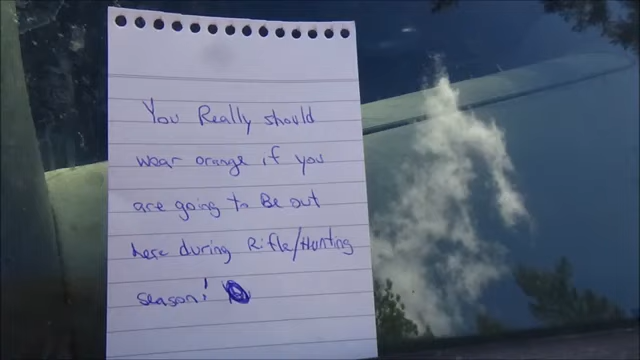 You Really should
wear orange if you
are going to Be out
here during Rifle/Hunting
season!